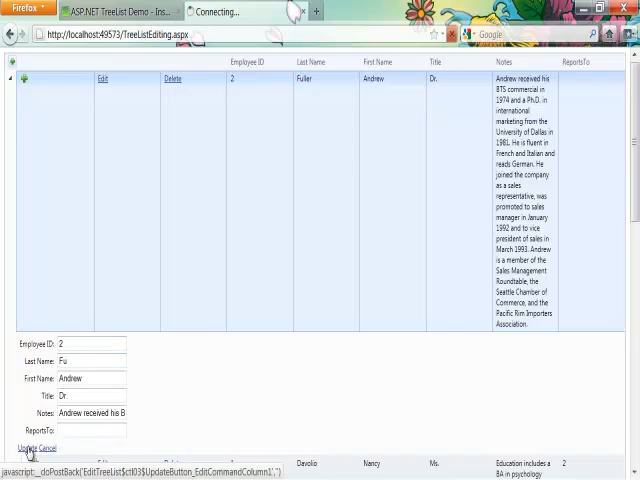 Firefox
ASP.NET TreeList Demo - Ins...
Connecting...
http://localhost:49573/TreeListEditing.aspx
Google
Employee ID
Last Name
First Name
Title
Notes
ReportsTo
Edit
Delete
2
Fuller
Andrew
Dr.
Andrew received his
BTS commercial in
1974 and a Ph.D. in
international
marketing from the
University of Dallas in
1981. He is fluent in
French and Italian and
reads German. He
joined the company
as a sales
representative, was
promoted to sales
manager in January
1992 and to vice
president of sales in
March 1993. Andrew
is a member of the
Sales Management
Roundtable, the
Seattle Chamber of
Commerce, and the
Pacific Rim Importers
Association.
Employee ID: 2
Last Name: Fu
First Name: Andrew
Title: Dr.
Notes: Andrew received his B
ReportsTo:
Update Cancel
Davolio
Nancy
Ms.
Education includes a
2
BA in psychology
javascript:__doPostBack('EditTreeList$ctl03$UpdateButton_EditCommandColumn1','')